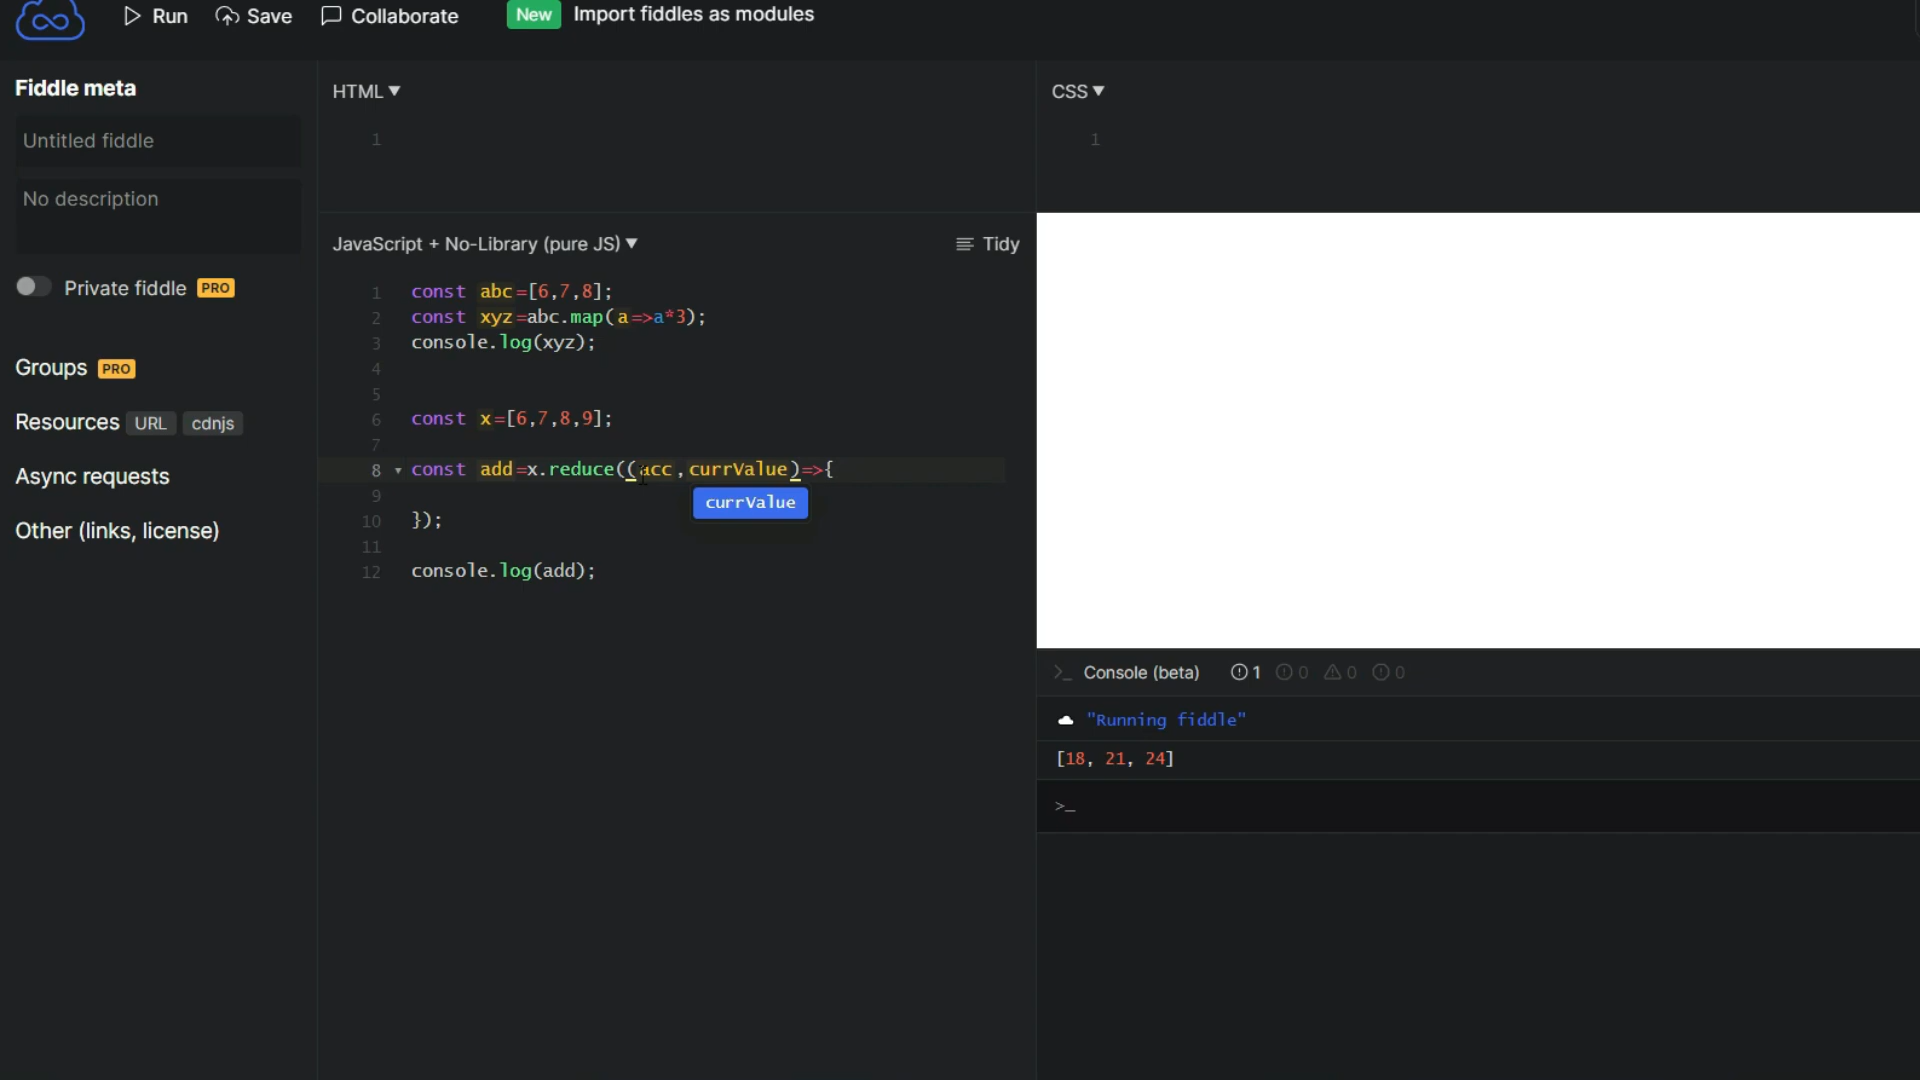 Run Save Collaborate New Import fiddles as modules
Fiddle meta
Untitled fiddle
No description
Private fiddle PRO
Groups PRO
Resources URL cdnjs
Async requests
Other (links, license)
HTML
1
CSS
1
JavaScript + No-Library (pure JS) Tidy
1 const abc=[6,7,8];
2 const xyz=abc.map(a=>a*3);
3 console.log(xyz);
4
5
6 const x=[6,7,8,9];
7
8 const add=x.reduce((acc,currValue)=>{
9 currValue
10 });
11
12 console.log(add);
>_ Console (beta) 1 0 0 0
"Running fiddle"
[18, 21, 24]
>_